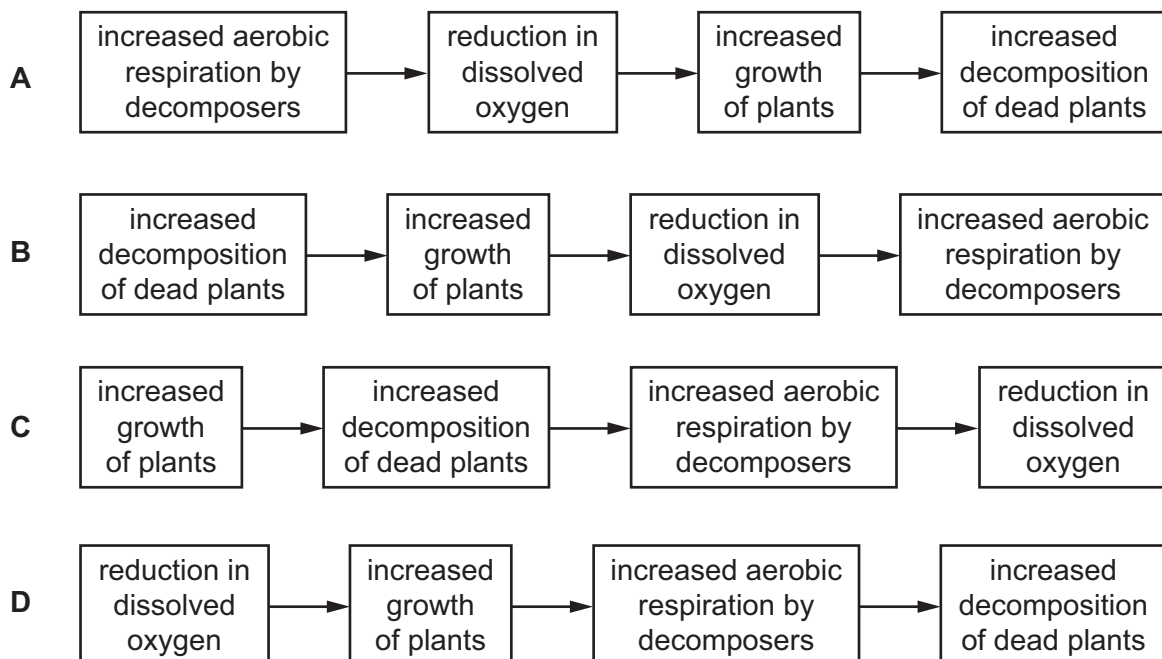 A
increased aerobic
respiration by
decomposers
reduction in
dissolved
oxygen
increased
growth
of plants
increased
decomposition
of dead plants
B
increased
decomposition
of dead plants
increased
growth
of plants
reduction in
dissolved
oxygen
increased aerobic
respiration by
decomposers
C
increased
growth
of plants
increased
decomposition
of dead plants
increased aerobic
respiration by
decomposers
reduction in
dissolved
oxygen
D
reduction in
dissolved
oxygen
increased
growth
of plants
increased aerobic
respiration by
decomposers
increased
decomposition
of dead plants